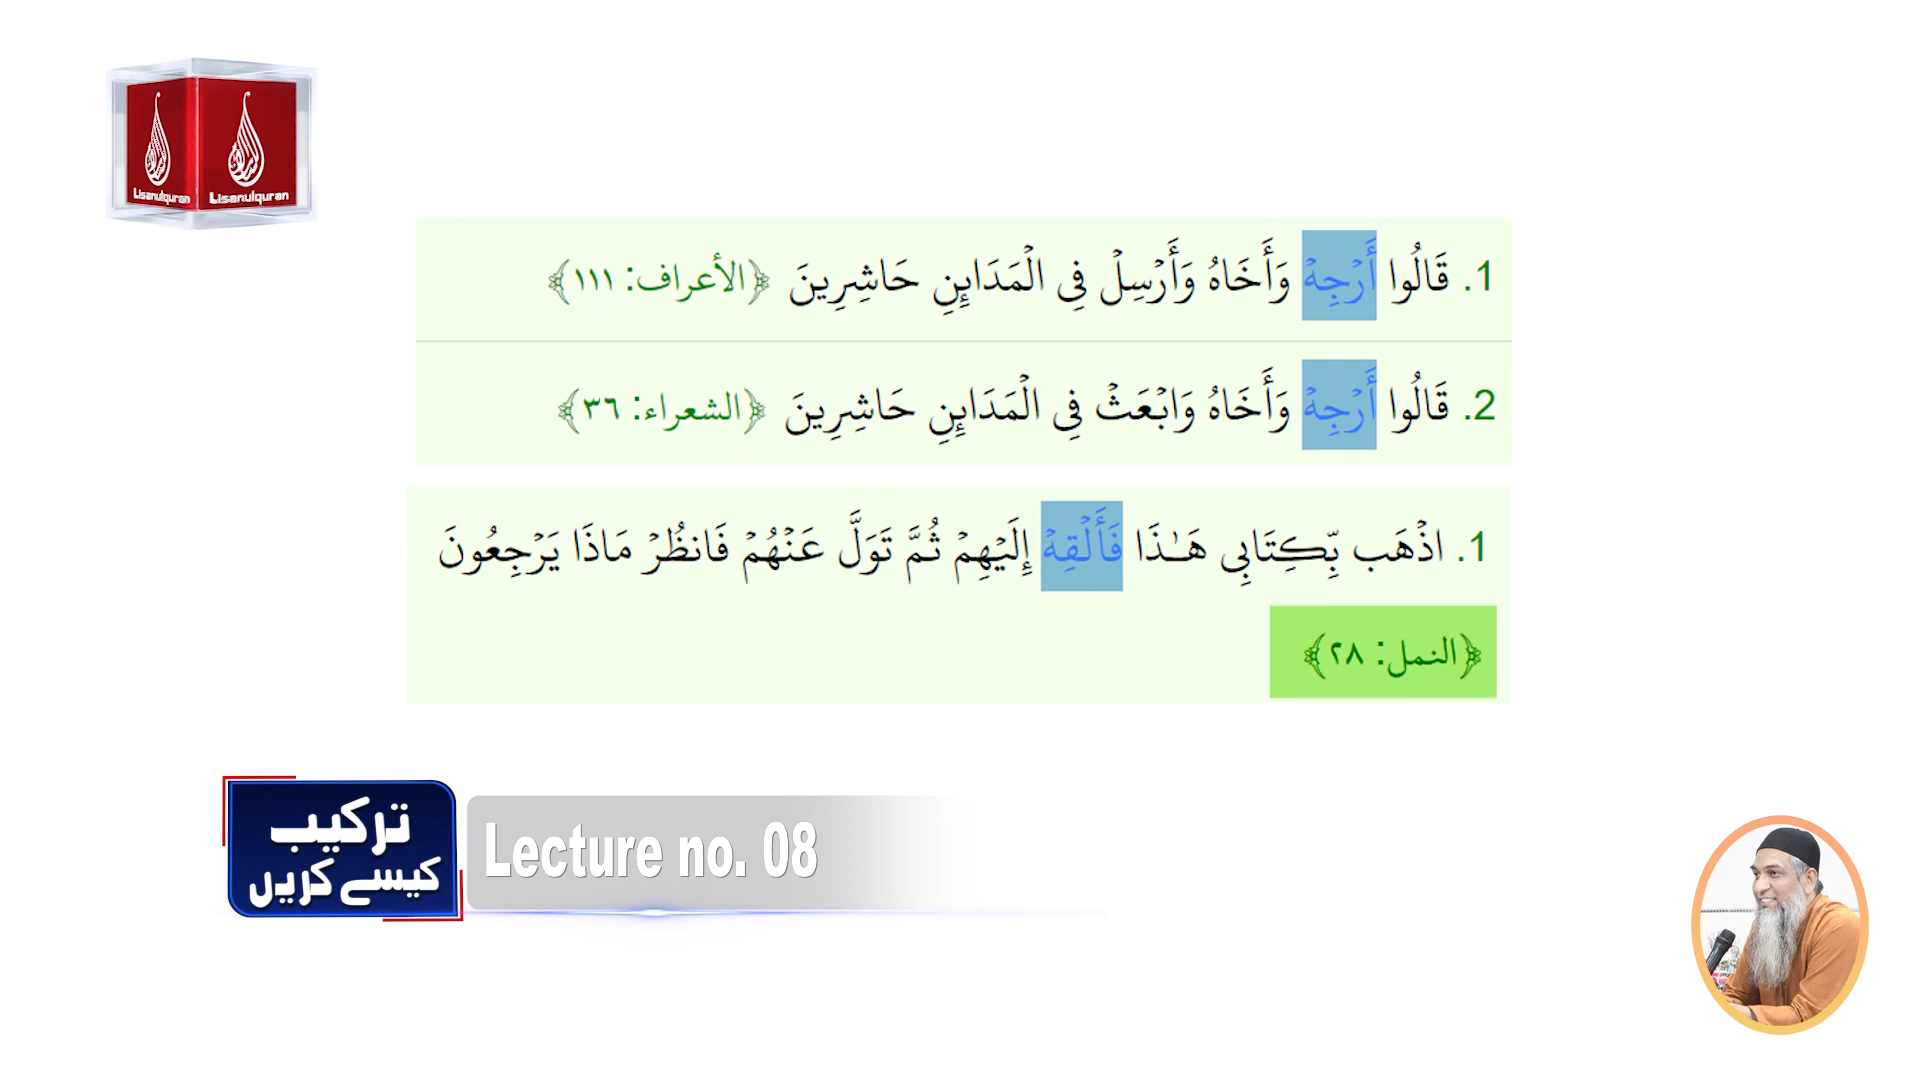 Lisanulquran Lisanulquran
1. قَالُوا أَرْجِهْ وَأَخَاهُ وَأَرْسِلْ فِى الْمَدَائِنِ حَاشِرِينَ ﴿الأعراف: ١١١﴾
2. قَالُوا أَرْجِهْ وَأَخَاهُ وَابْعَثْ فِى الْمَدَائِنِ حَاشِرِينَ ﴿الشعراء: ٣٦﴾
1. اذْهَب بِّكِتَابِى هَـٰذَا فَأَلْقِهْ إِلَيْهِمْ ثُمَّ تَوَلَّ عَنْهُمْ فَانظُرْ مَاذَا يَرْجِعُونَ
﴿النمل: ٢٨﴾
ترکیب
کیسے کریں
Lecture no. 08